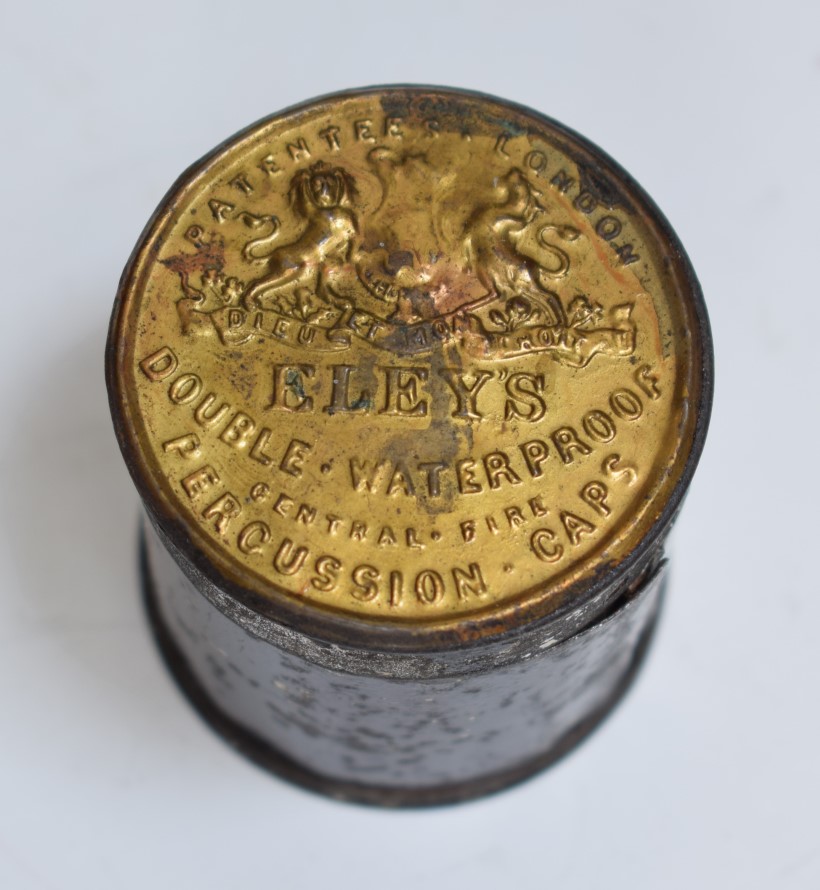 PATENTEES · LONDON
DIEU ET MON DROIT
ELEY'S
DOUBLE · WATERPROOF
CENTRAL · FIRE
PERCUSSION · CAPS